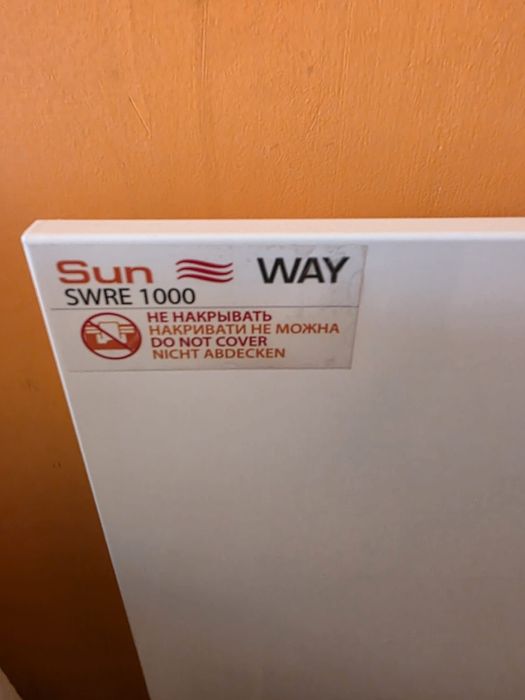 Sun WAY
SWRE 1000
НЕ НАКРЫВАТЬ
НАКРИВАТИ НЕ МОЖНА
DO NOT COVER
NICHT ABDECKEN